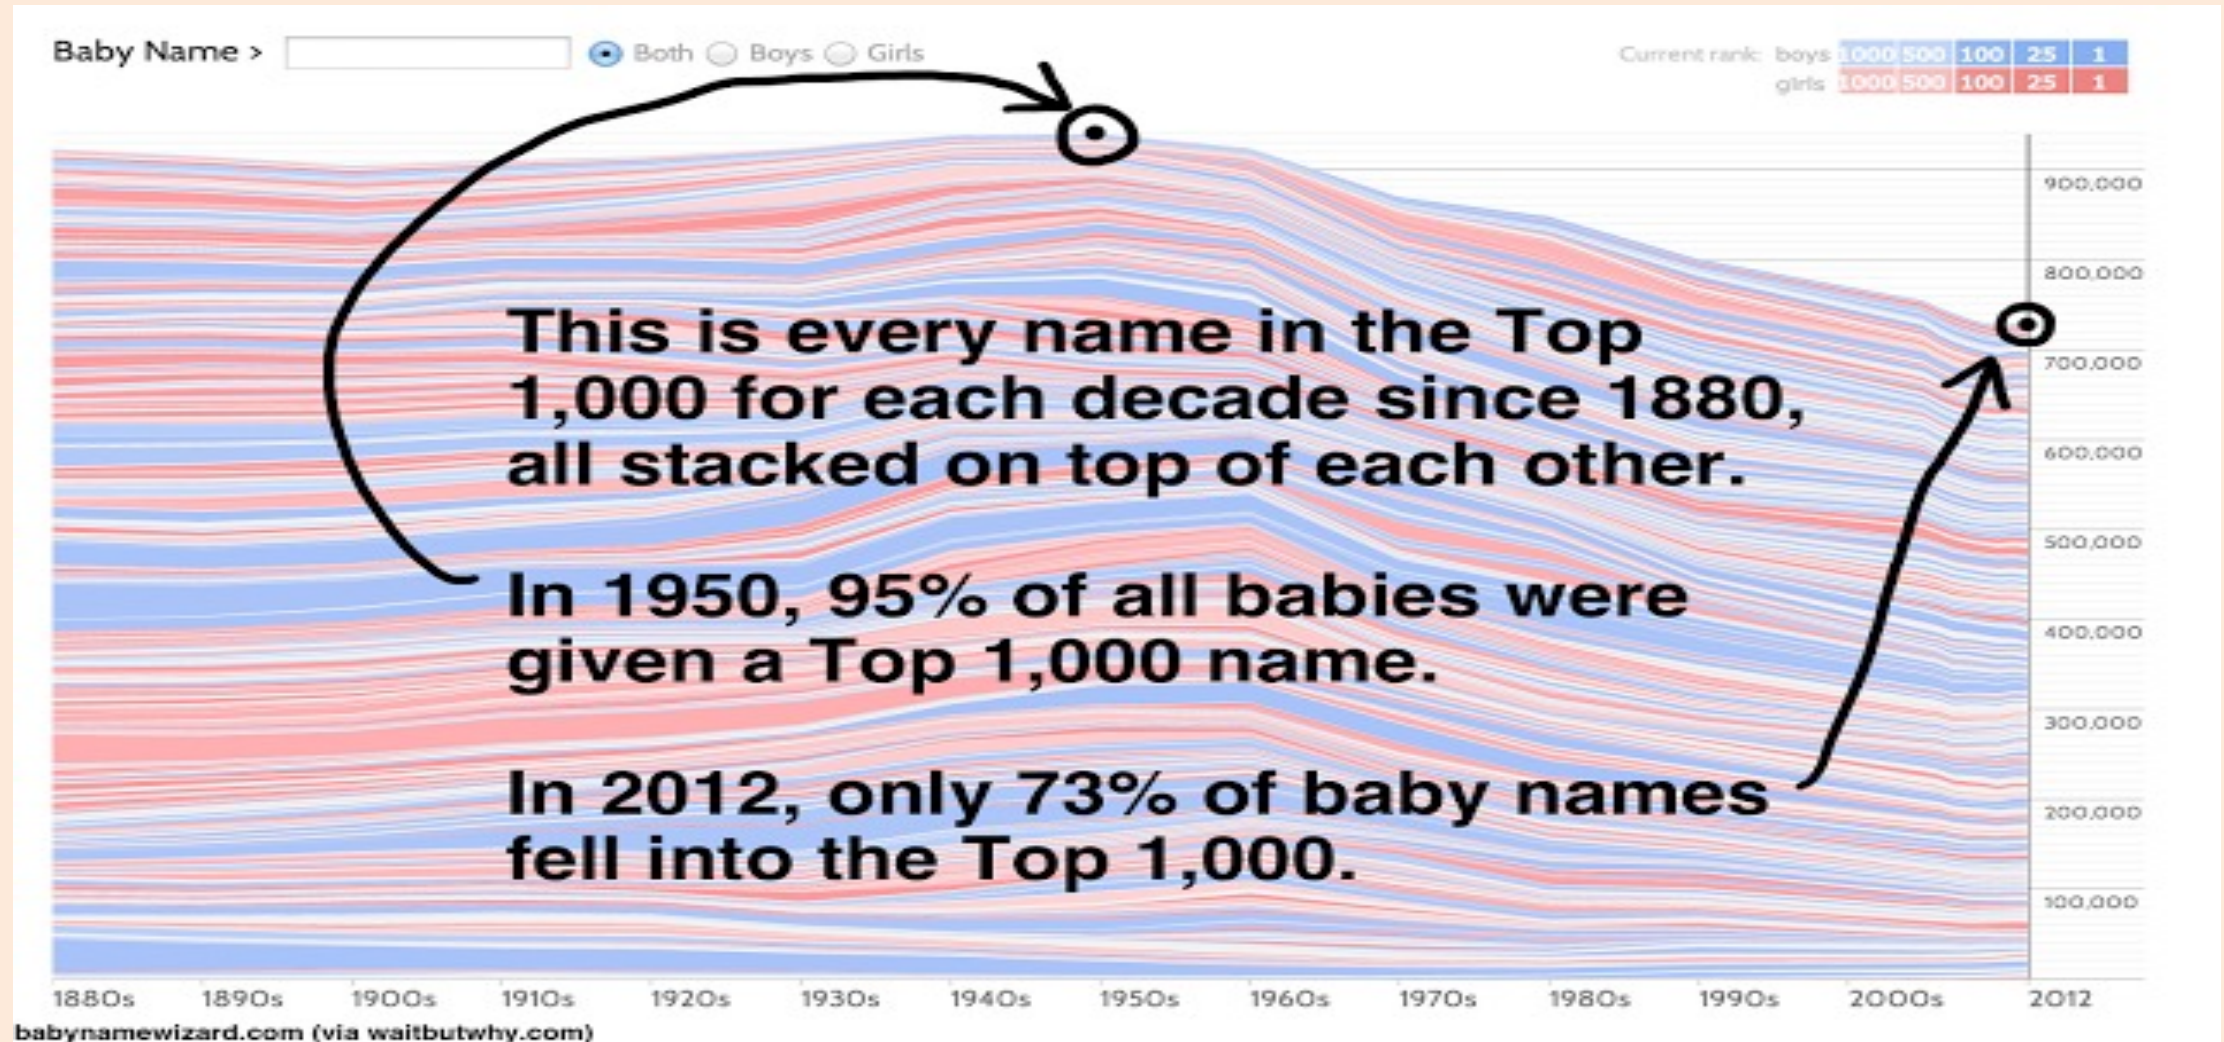 Baby Name >
Both Boys Girls
Current rank: boys 1000 500 100 25 1
girls 1000 500 100 25 1
900,000
800,000
This is every name in the Top
700,000
1,000 for each decade since 1880,
600,000
all stacked on top of each other.
500,000
In 1950, 95% of all babies were
400,000
given a Top 1,000 name.
300,000
In 2012, only 73% of baby names
200,000
fell into the Top 1,000.
100,000
1880s 1890s 1900s 1910s 1920s 1930s 1940s 1950s 1960s 1970s 1980s 1990s 2000s 2012
babynamewizard.com (via waitbutwhy.com)